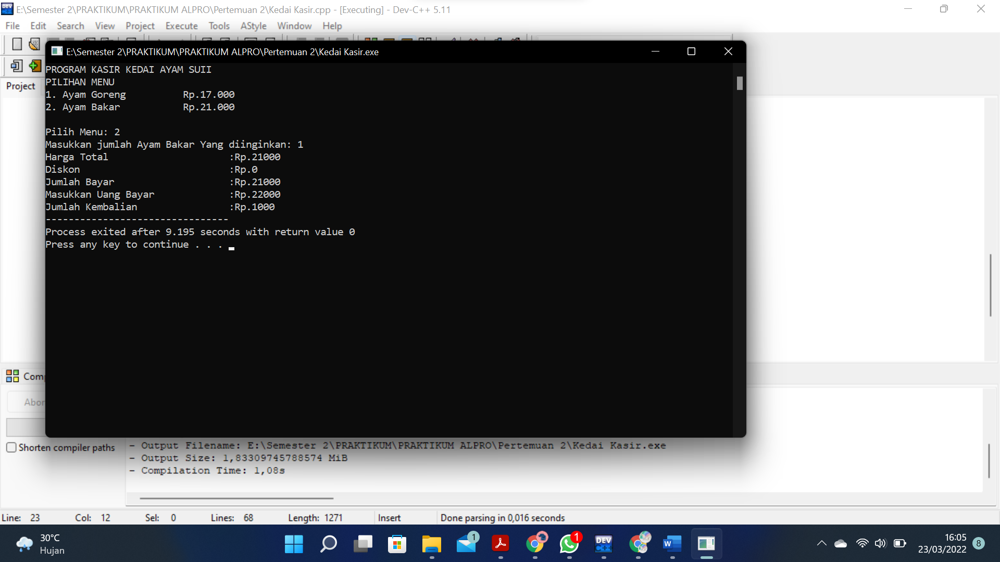 E:\Semester 2\PRAKTIKUM\PRAKTIKUM ALPRO\Pertemuan 2\Kedai Kasir.cpp - [Executing] - Dev-C++ 5.11
File Edit Search View Project Execute Tools AStyle Window Help
E:\Semester 2\PRAKTIKUM\PRAKTIKUM ALPRO\Pertemuan 2\Kedai Kasir.exe
Project
PROGRAM KASIR KEDAI AYAM SUII
PILIHAN MENU
1. Ayam Goreng Rp.17.000
2. Ayam Bakar Rp.21.000
Pilih Menu: 2
Masukkan jumlah Ayam Bakar Yang diinginkan: 1
Harga Total :Rp.21000
Diskon :Rp.0
Jumlah Bayar :Rp.21000
Masukkan Uang Bayar :Rp.22000
Jumlah Kembalian :Rp.1000
--------------------------------
Process exited after 9.195 seconds with return value 0
Press any key to continue . . .
Comp
Abor
Shorten compiler paths
- Output Filename: E:\Semester 2\PRAKTIKUM\PRAKTIKUM ALPRO\Pertemuan 2\Kedai Kasir.exe
- Output Size: 1,83309745788574 MiB
- Compilation Time: 1,08s
Line: 23 Col: 12 Sel: 0 Lines: 68 Length: 1271 Insert Done parsing in 0,016 seconds
30°C
Hujan
1
1
DEV
C++
W
16:05
23/03/2022
8